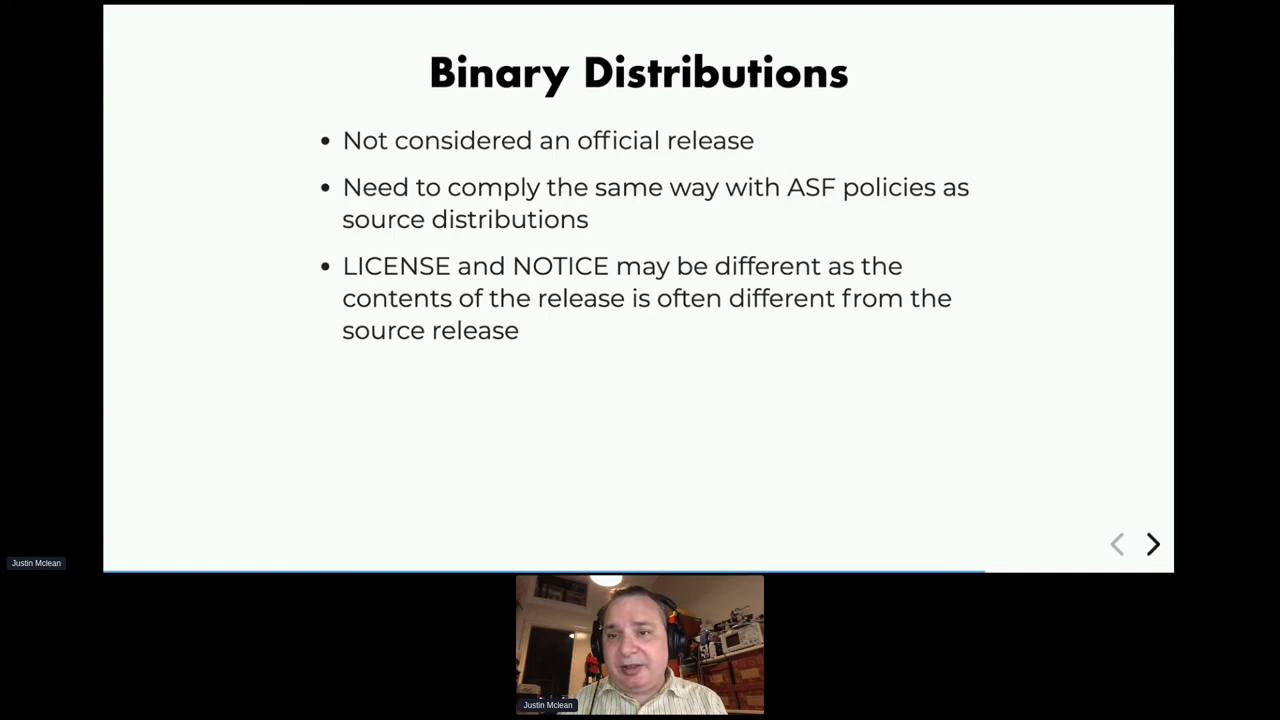 Binary Distributions
• Not considered an official release
• Need to comply the same way with ASF policies as
source distributions
• LICENSE and NOTICE may be different as the
contents of the release is often different from the
source release
Justin Mclean
Justin Mclean